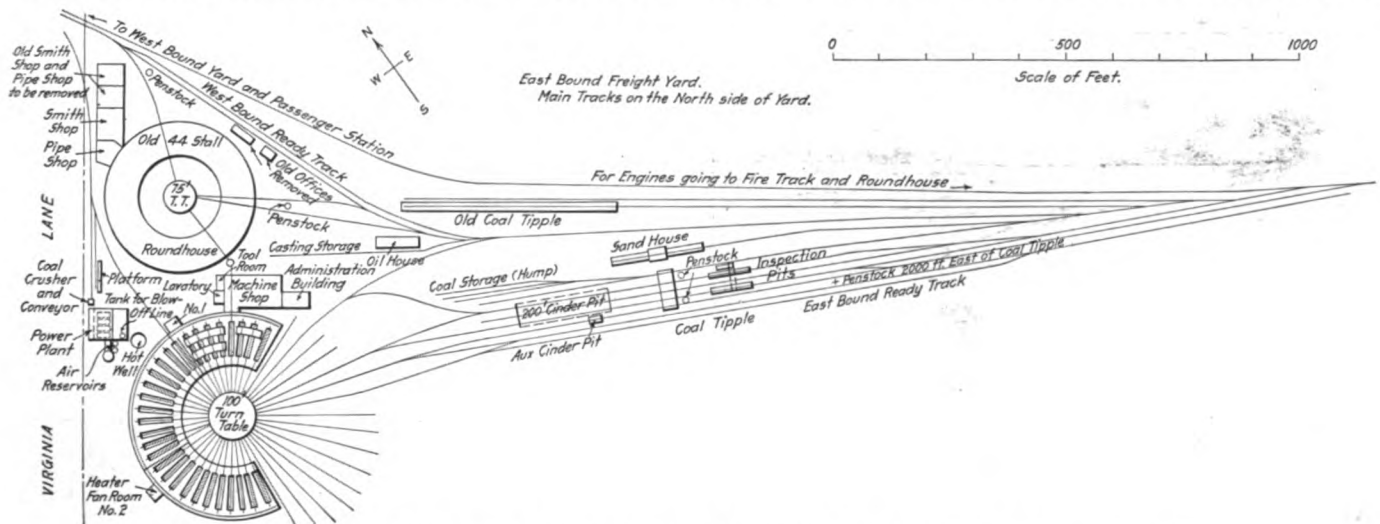 To West Bound Yard and Passenger Station
West Bound Ready Track
Old Smith
Shop and
Pipe Shop
to be removed
Smith
Shop
Pipe
Shop
Penstock
Old 44 Stall
75'
T.T.
Roundhouse
Old Offices
Removed
Penstock
N
E
W
S
East Bound Freight Yard.
Main Tracks on the North side of Yard.
0 500 1000
Scale of Feet.
For Engines going to Fire Track and Roundhouse
Old Coal Tipple
LANE
Casting Storage
Oil House
Tool
Room
Administration
Building
Machine
Shop
Lavatory
Platform
Tank for Blow-
Off Line
No.1
Coal
Crusher
and
Conveyor
Power
Plant
Air
Reservoirs
Hot
Well
Sand House
Penstock
Inspection
Pits
Coal Storage (Hump)
200' Cinder Pit
Aux Cinder Pit
Coal Tipple
+ Penstock 2000 ft. East of Coal Tipple
East Bound Ready Track
100'
Turn
Table
VIRGINIA
Heater
Fan Room
No.2